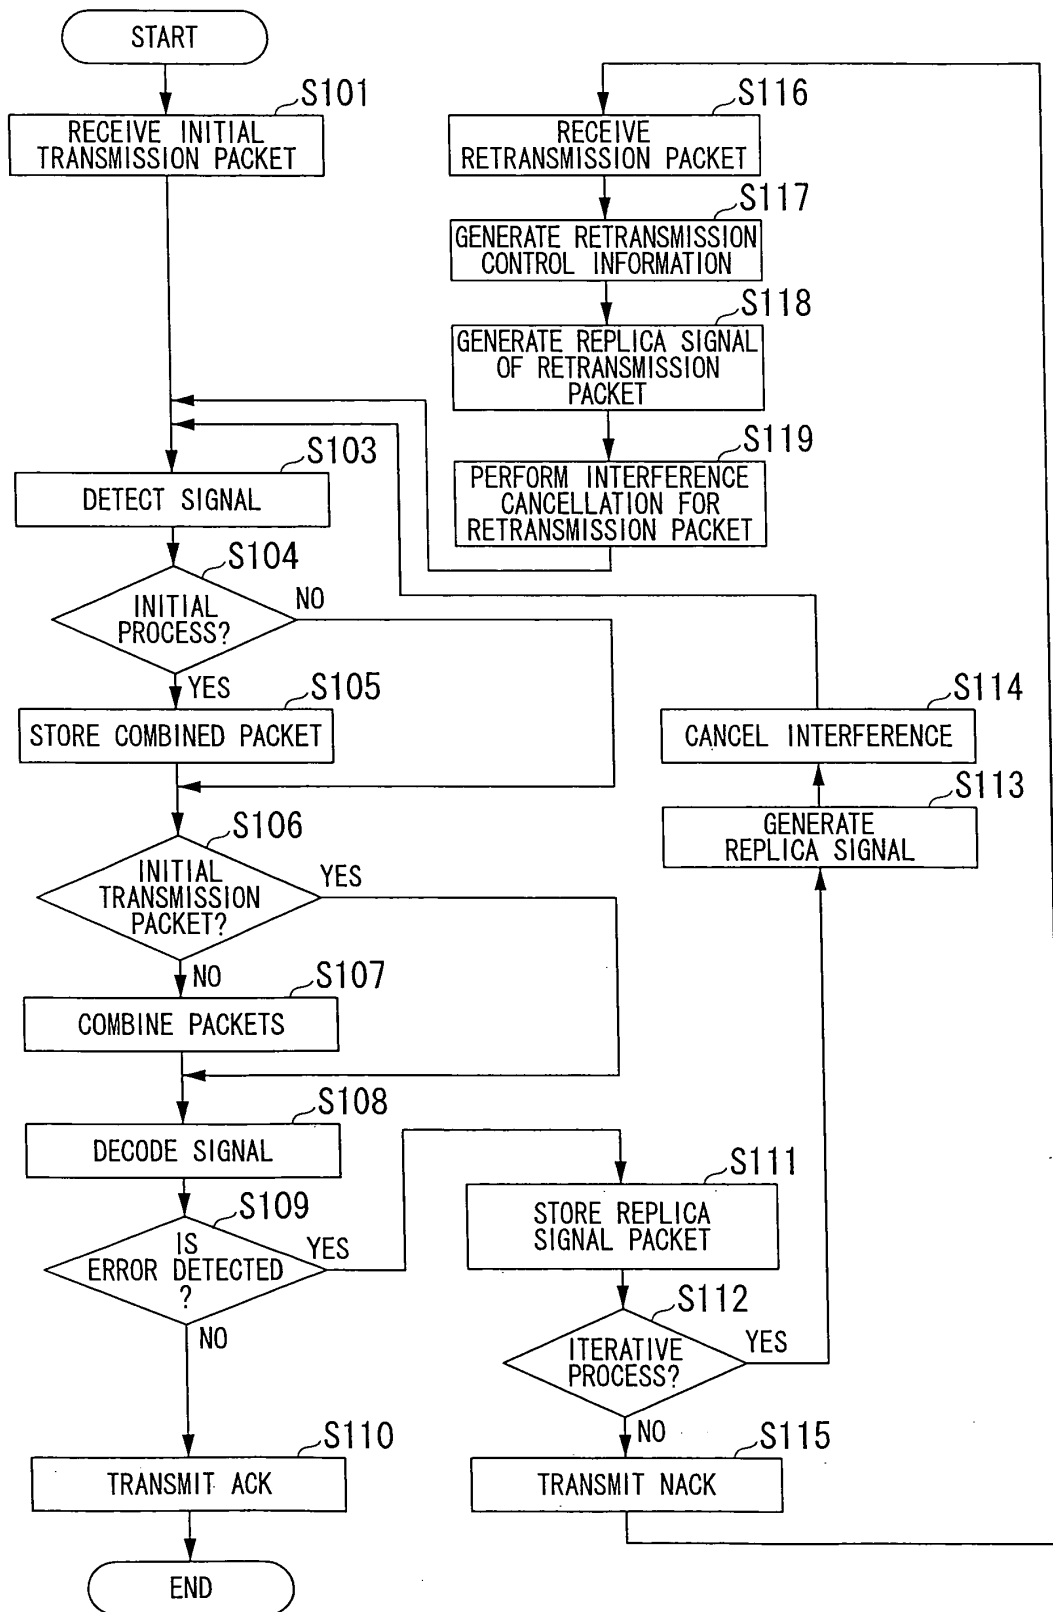 START
S101
RECEIVE INITIAL
TRANSMISSION PACKET
S116
RECEIVE
RETRANSMISSION PACKET
S117
GENERATE RETRANSMISSION
CONTROL INFORMATION
S118
GENERATE REPLICA SIGNAL
OF RETRANSMISSION
PACKET
S119
PERFORM INTERFERENCE
CANCELLATION FOR
RETRANSMISSION PACKET
S103
DETECT SIGNAL
S104
INITIAL
PROCESS?
NO
YES
S105
STORE COMBINED PACKET
S106
INITIAL
TRANSMISSION
PACKET?
YES
NO
S107
COMBINE PACKETS
S108
DECODE SIGNAL
S109
IS
ERROR DETECTED
?
YES
NO
S110
TRANSMIT ACK
END
S111
STORE REPLICA
SIGNAL PACKET
S112
ITERATIVE
PROCESS?
YES
NO
S115
TRANSMIT NACK
S113
GENERATE
REPLICA SIGNAL
S114
CANCEL INTERFERENCE